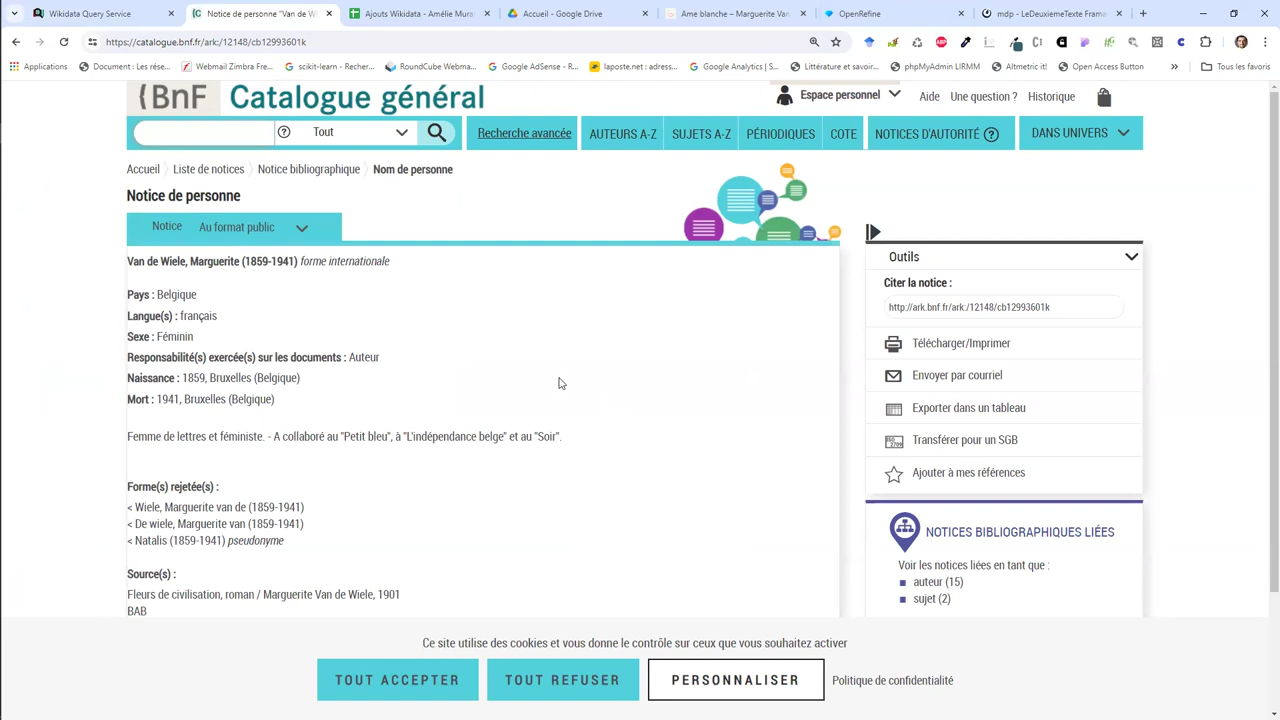 Wikidata Query Service
Notice de personne "Van de W
Ajouts Wikidata - Amélie Mura
Accueil - Google Drive
Ame blanche – Marguerite Van
OpenRefine
mdp - LeDeuxiemeTexte Frama
https://catalogue.bnf.fr/ark:/12148/cb12993601k
Applications
Document : Les rése...
Webmail Zimbra Fre...
scikit-learn - Recher...
RoundCube Webma...
Google AdSense - R...
laposte.net : adress...
Google Analytics | S...
Littérature et savoir...
phpMyAdmin LIRMM
Altmetric it!
Open Access Button
Tous les favoris
BnF Catalogue général
Espace personnel
Aide
Une question ?
Historique
Tout
Recherche avancée
AUTEURS A-Z
SUJETS A-Z
PÉRIODIQUES
COTE
NOTICES D'AUTORITÉ
DANS UNIVERS
Accueil
Liste de notices
Notice bibliographique
Nom de personne
Notice de personne
Notice Au format public
Van de Wiele, Marguerite (1859-1941) forme internationale
Pays : Belgique
Langue(s) : français
Sexe : Féminin
Responsabilité(s) exercée(s) sur les documents : Auteur
Naissance : 1859, Bruxelles (Belgique)
Mort : 1941, Bruxelles (Belgique)
Femme de lettres et féministe. - A collaboré au "Petit bleu", à "L'indépendance belge" et au "Soir".
Forme(s) rejetée(s) :
< Wiele, Marguerite van de (1859-1941)
< De wiele, Marguerite van (1859-1941)
< Natalis (1859-1941) pseudonyme
Source(s) :
Fleurs de civilisation, roman / Marguerite Van de Wiele, 1901
BAB
Outils
Citer la notice :
http://ark.bnf.fr/ark:/12148/cb12993601k
Télécharger/Imprimer
Envoyer par courriel
Exporter dans un tableau
Transférer pour un SGB
Ajouter à mes références
NOTICES BIBLIOGRAPHIQUES LIÉES
Voir les notices liées en tant que :
auteur (15)
sujet (2)
Ce site utilise des cookies et vous donne le contrôle sur ceux que vous souhaitez activer
TOUT ACCEPTER
TOUT REFUSER
PERSONNALISER
Politique de confidentialité